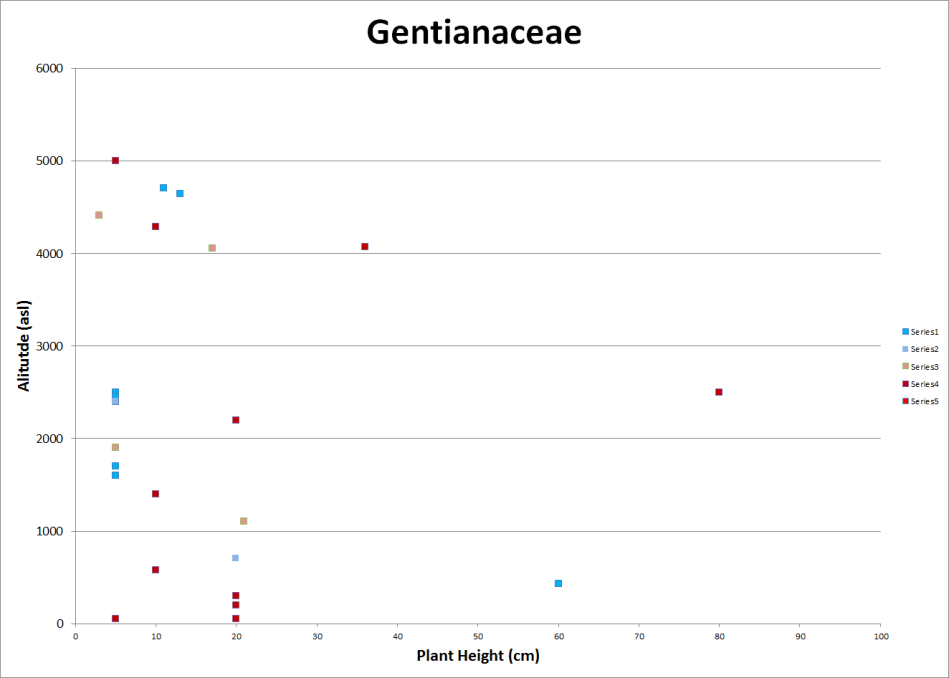 Gentianaceae
6000
5000
4000
3000
2000
1000
0
Alitutde (asl)
0 10 20 30 40 50 60 70 80 90 100
Plant Height (cm)
Series1
Series2
Series3
Series4
Series5